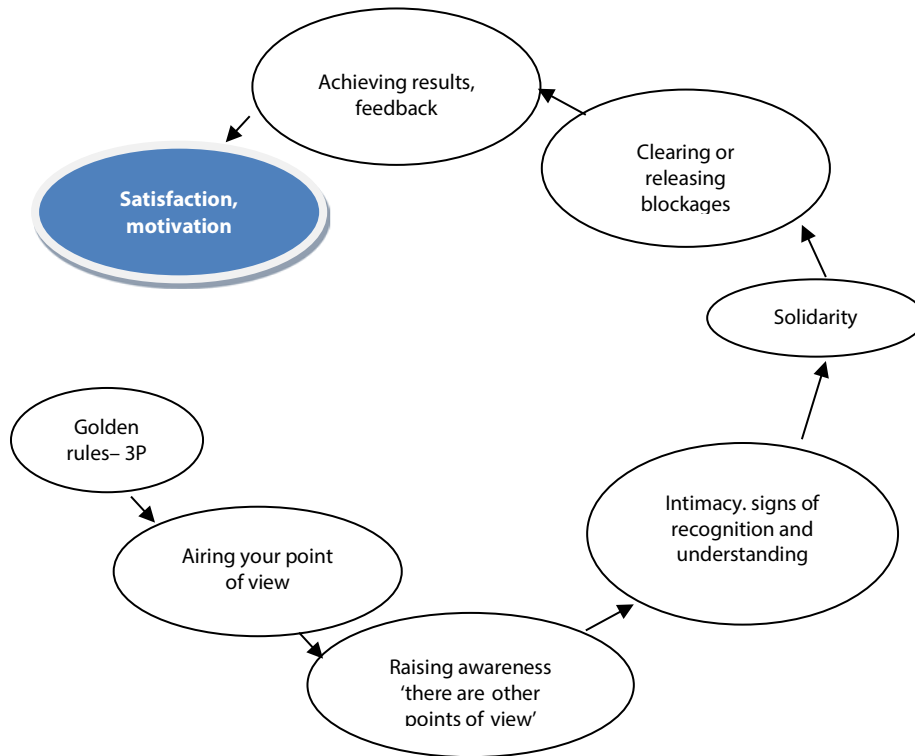 Achieving results,
feedback
Clearing or
releasing
blockages
Satisfaction,
motivation
Solidarity
Golden
rules– 3P
Intimacy. signs of
recognition and
understanding
Airing your point
of view
Raising awareness
‘there are other
points of view’